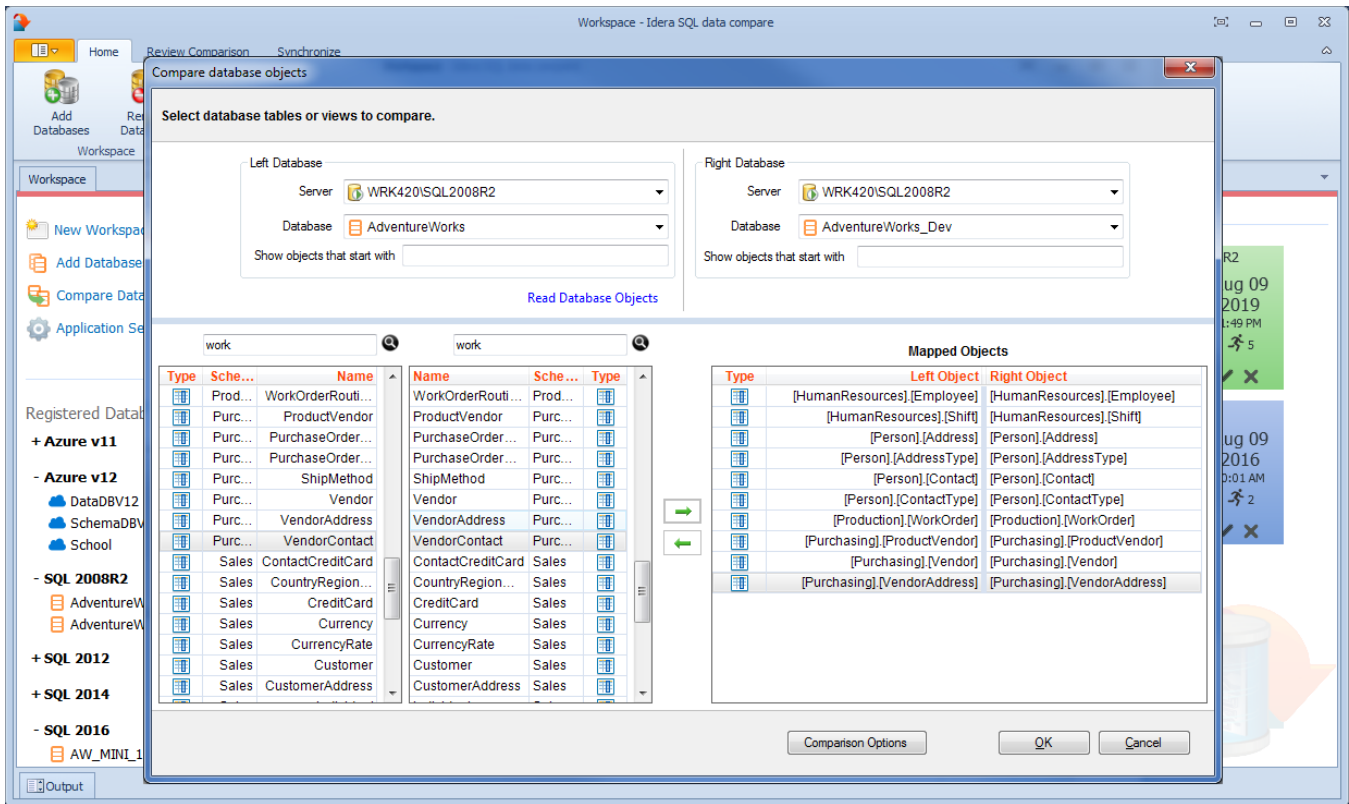 Workspace - Idera SQL data compare
Home Review Comparison Synchronize
Compare database objects
Add Databases
Workspace
Select database tables or views to compare.
Workspace
Left Database
Right Database
Server WRK420\SQL2008R2
Server WRK420\SQL2008R2
Database AdventureWorks
Database AdventureWorks_Dev
Show objects that start with
Show objects that start with
Read Database Objects
New Workspac
Add Database
Compare Data
Application Se
Registered Datab
+ Azure v11
- Azure v12
DataDBV12
SchemaDBV
School
- SQL 2008R2
AdventureW
AdventureW
+ SQL 2012
+ SQL 2014
- SQL 2016
AW_MINI_1
work
work
Mapped Objects
Type Sche... Name Name Sche... Type
Prod... WorkOrderRouti... WorkOrderRouti... Prod...
Purc... ProductVendor ProductVendor Purc...
Purc... PurchaseOrder... PurchaseOrder... Purc...
Purc... PurchaseOrder... PurchaseOrder... Purc...
Purc... ShipMethod ShipMethod Purc...
Purc... Vendor Vendor Purc...
Purc... VendorAddress VendorAddress Purc...
Purc... VendorContact VendorContact Purc...
Sales ContactCreditCard ContactCreditCard Sales
Sales CountryRegion... CountryRegion... Sales
Sales CreditCard CreditCard Sales
Sales Currency Currency Sales
Sales CurrencyRate CurrencyRate Sales
Sales Customer Customer Sales
Sales CustomerAddress CustomerAddress Sales
Type Left Object Right Object
[HumanResources].[Employee] [HumanResources].[Employee]
[HumanResources].[Shift] [HumanResources].[Shift]
[Person].[Address] [Person].[Address]
[Person].[AddressType] [Person].[AddressType]
[Person].[Contact] [Person].[Contact]
[Person].[ContactType] [Person].[ContactType]
[Production].[WorkOrder] [Production].[WorkOrder]
[Purchasing].[ProductVendor] [Purchasing].[ProductVendor]
[Purchasing].[Vendor] [Purchasing].[Vendor]
[Purchasing].[VendorAddress] [Purchasing].[VendorAddress]
R2
ug 09
2019
1:49 PM
5
ug 09
2016
0:01 AM
2
Comparison Options OK Cancel
Output